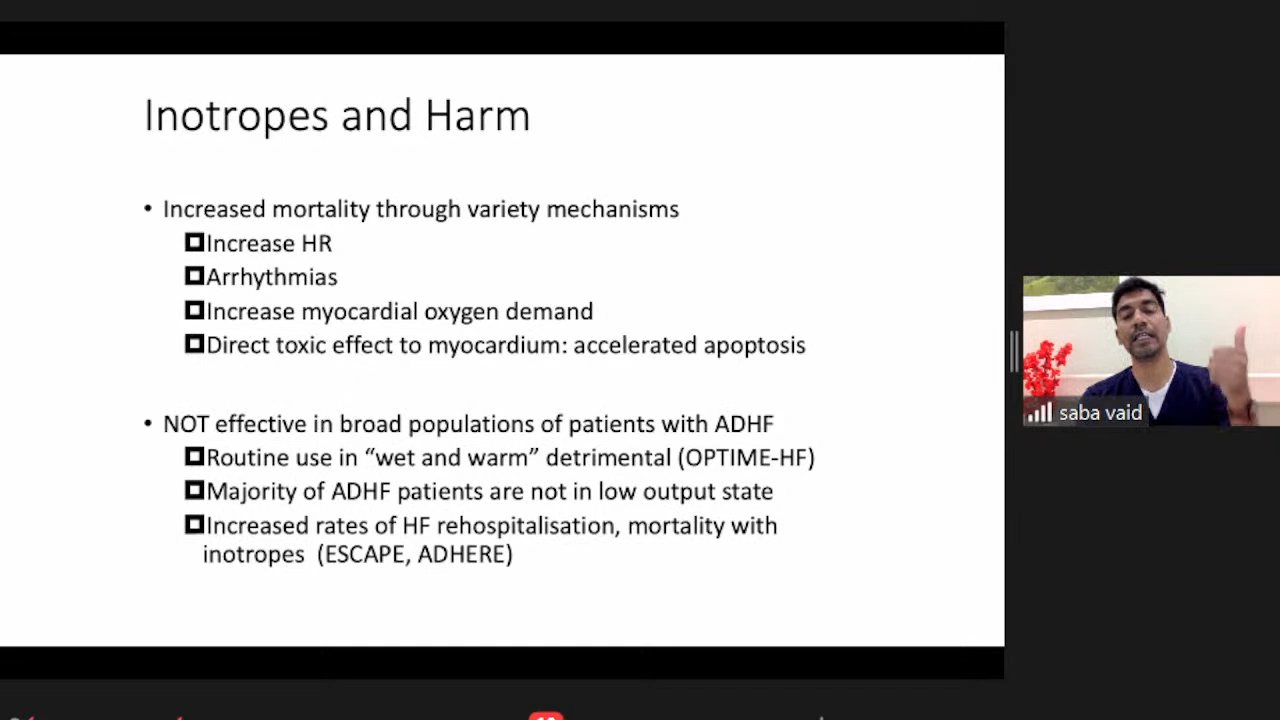 Inotropes and Harm
• Increased mortality through variety mechanisms
Increase HR
Arrhythmias
Increase myocardial oxygen demand
Direct toxic effect to myocardium: accelerated apoptosis
• NOT effective in broad populations of patients with ADHF
Routine use in “wet and warm” detrimental (OPTIME-HF)
Majority of ADHF patients are not in low output state
Increased rates of HF rehospitalisation, mortality with
inotropes (ESCAPE, ADHERE)
saba vaid